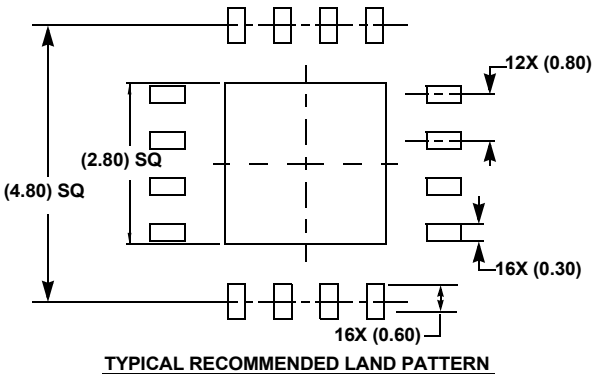 12X (0.80)
(2.80) SQ
(4.80) SQ
16X (0.30)
16X (0.60)
TYPICAL RECOMMENDED LAND PATTERN